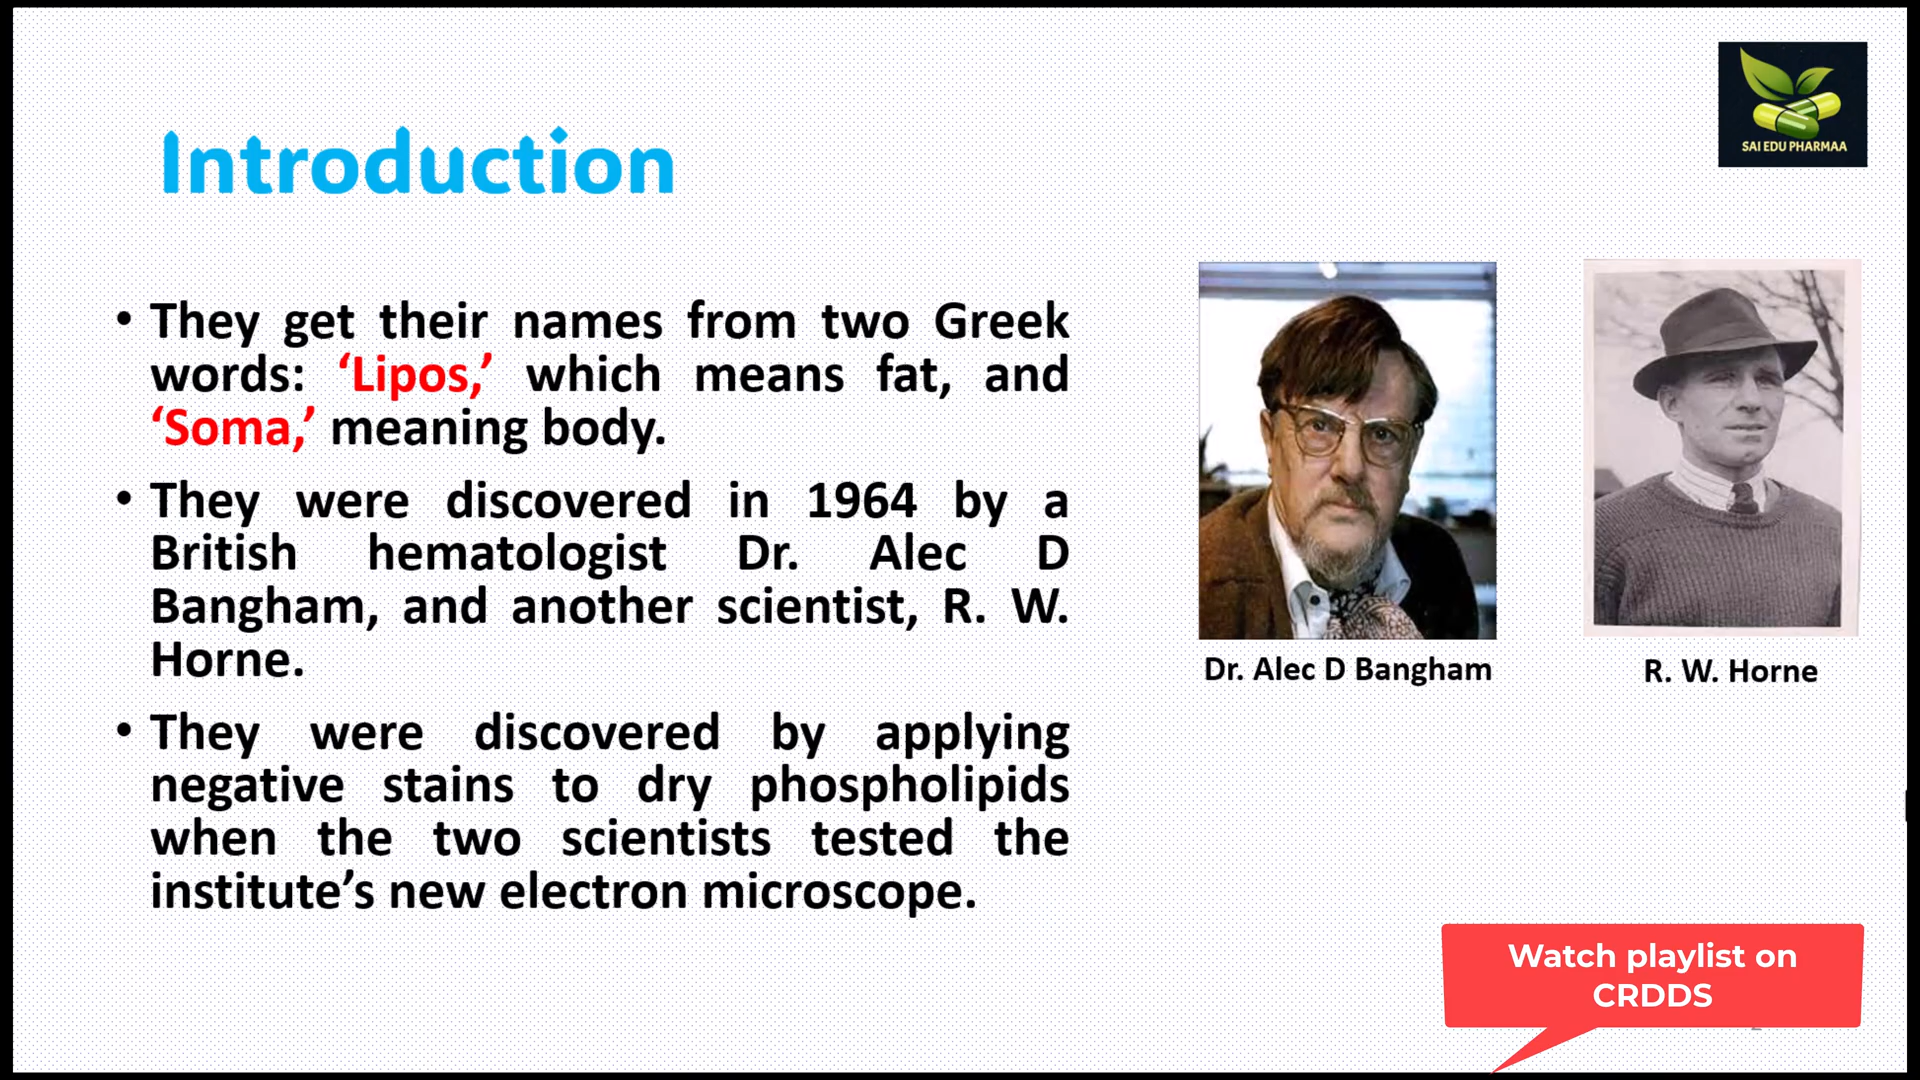 SAI EDU PHARMAA
Introduction
• They get their names from two Greek
words: ‘Lipos,’ which means fat, and
‘Soma,’ meaning body.
• They were discovered in 1964 by a
British hematologist Dr. Alec D
Bangham, and another scientist, R. W.
Horne.
• They were discovered by applying
negative stains to dry phospholipids
when the two scientists tested the
institute’s new electron microscope.
Dr. Alec D Bangham
R. W. Horne
Watch playlist on
CRDDS